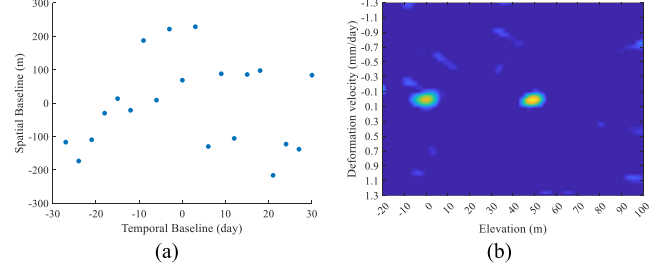 (a)
300
200
100
0
-100
-200
-300
Spatial Baseline (m)
-30 -20 -10 0 10 20 30
Temporal Baseline (day)
(a)
(b)
-1.3
-1.1
-0.9
-0.7
-0.5
-0.3
-0.1
0.1
0.3
0.5
0.7
0.9
1.1
1.3
Deformation velocity (mm/day)
-20 -10 0 10 20 30 40 50 60 70 80 90 100
Elevation (m)
(b)